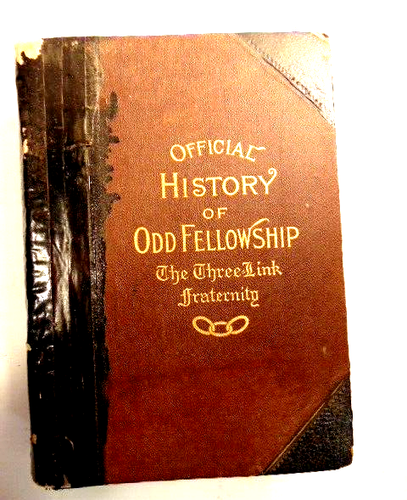 OFFICIAL
HISTORY
OF
ODD FELLOWSHIP
The Three-Link
Fraternity